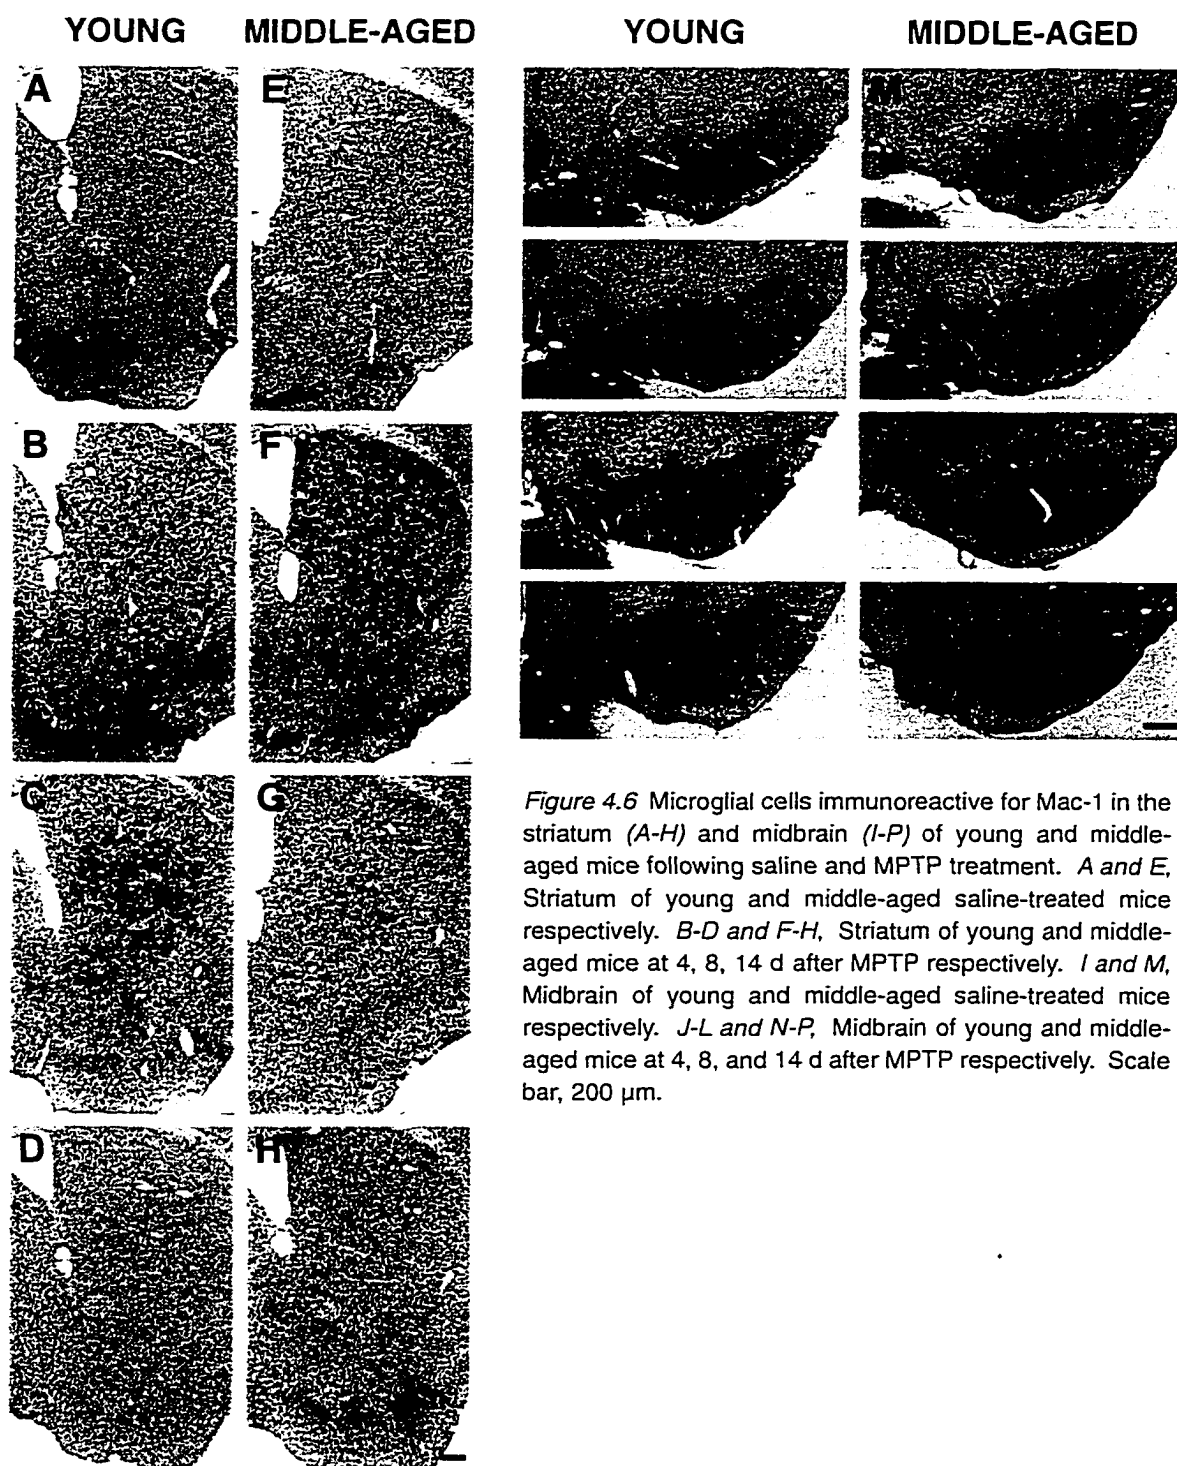 YOUNG MIDDLE-AGED
YOUNG MIDDLE-AGED
A
E
B
F
C
G
D
H
M
Figure 4.6 Microglial cells immunoreactive for Mac-1 in the
striatum (A-H) and midbrain (I-P) of young and middle-
aged mice following saline and MPTP treatment. A and E,
Striatum of young and middle-aged saline-treated mice
respectively. B-D and F-H, Striatum of young and middle-
aged mice at 4, 8, 14 d after MPTP respectively. I and M,
Midbrain of young and middle-aged saline-treated mice
respectively. J-L and N-P, Midbrain of young and middle-
aged mice at 4, 8, and 14 d after MPTP respectively. Scale
bar, 200 µm.